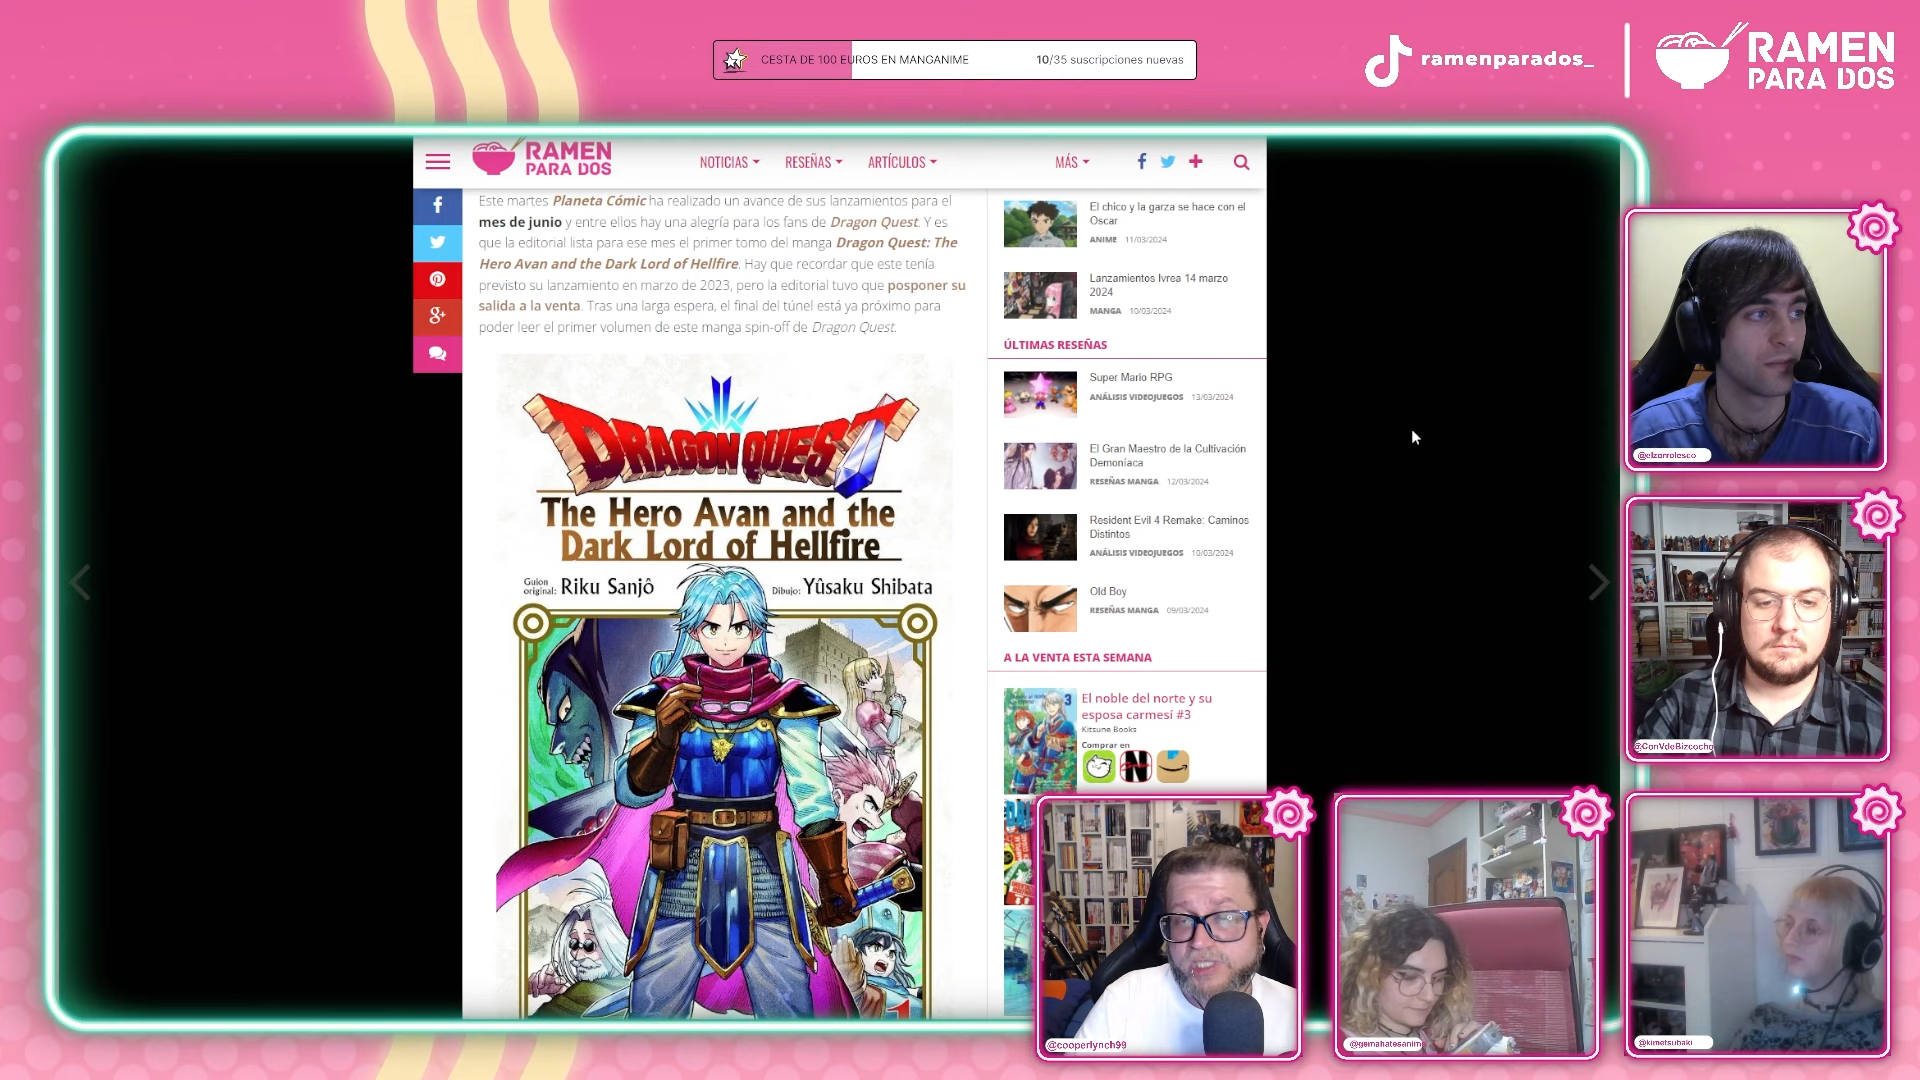 CESTA DE 100 EUROS EN MANGANIME
10/35 suscripciones nuevas
ramenparados_
RAMEN
PARA DOS
RAMEN
PARA DOS
NOTICIAS
RESEÑAS
ARTÍCULOS
MÁS
Este martes Planeta Cómic ha realizado un avance de sus lanzamientos para el
mes de junio y entre ellos hay una alegría para los fans de Dragon Quest. Y es
que la editorial lista para ese mes el primer tomo del manga Dragon Quest: The
Hero Avan and the Dark Lord of Hellfire. Hay que recordar que este tenía
previsto su lanzamiento en marzo de 2023, pero la editorial tuvo que posponer su
salida a la venta. Tras una larga espera, el final del túnel está ya próximo para
poder leer el primer volumen de este manga spin-off de Dragon Quest.
DRAGON QUEST
The Hero Avan and the
Dark Lord of Hellfire
Guion original: Riku Sanjô
Dibujo: Yûsaku Shibata
1
El chico y la garza se hace con el
Oscar
ANIME 11/03/2024
Lanzamientos Ivrea 14 marzo
2024
MANGA 10/03/2024
ÚLTIMAS RESEÑAS
Super Mario RPG
ANÁLISIS VIDEOJUEGOS 13/03/2024
El Gran Maestro de la Cultivación
Demoníaca
RESEÑAS MANGA 12/03/2024
Resident Evil 4 Remake: Caminos
Distintos
ANÁLISIS VIDEOJUEGOS 10/03/2024
Old Boy
RESEÑAS MANGA 09/03/2024
A LA VENTA ESTA SEMANA
3
El noble del norte y su
esposa carmesí #3
Kitsune Books
Comprar en
@elzorrolesco
@ConVdeBizcocho
@cooperlynch99
@gemahatesanime
@kimetsubaki